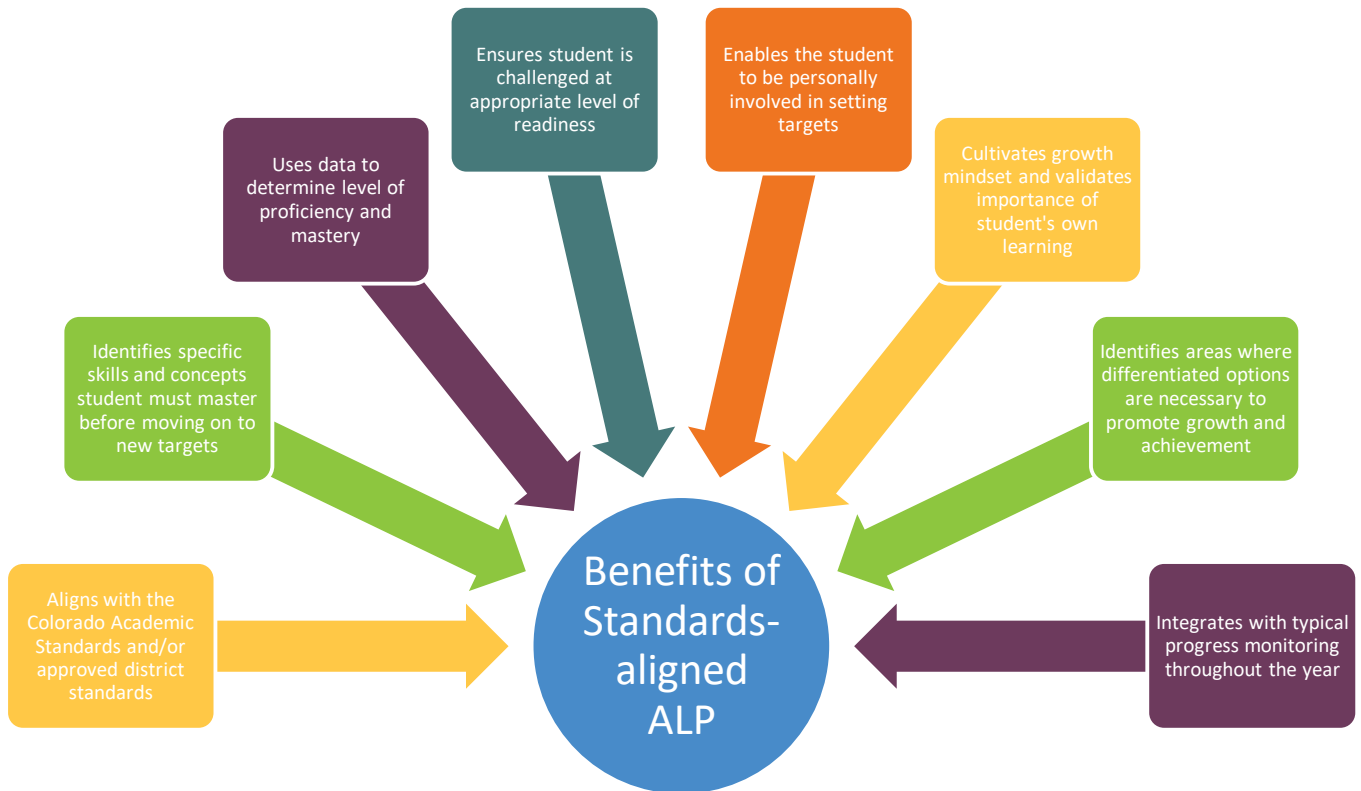 Ensures student is
challenged at
appropriate level of
readiness
Enables the student
to be personally
involved in setting
targets
Uses data to
determine level of
proficiency and
mastery
Cultivates growth
mindset and validates
importance of
student's own
learning
Identifies specific
skills and concepts
student must master
before moving on to
new targets
Identifies areas where
differentiated options
are necessary to
promote growth and
achievement
Aligns with the
Colorado Academic
Standards and/or
approved district
standards
Benefits of
Standards-
aligned
ALP
Integrates with typical
progress monitoring
throughout the year